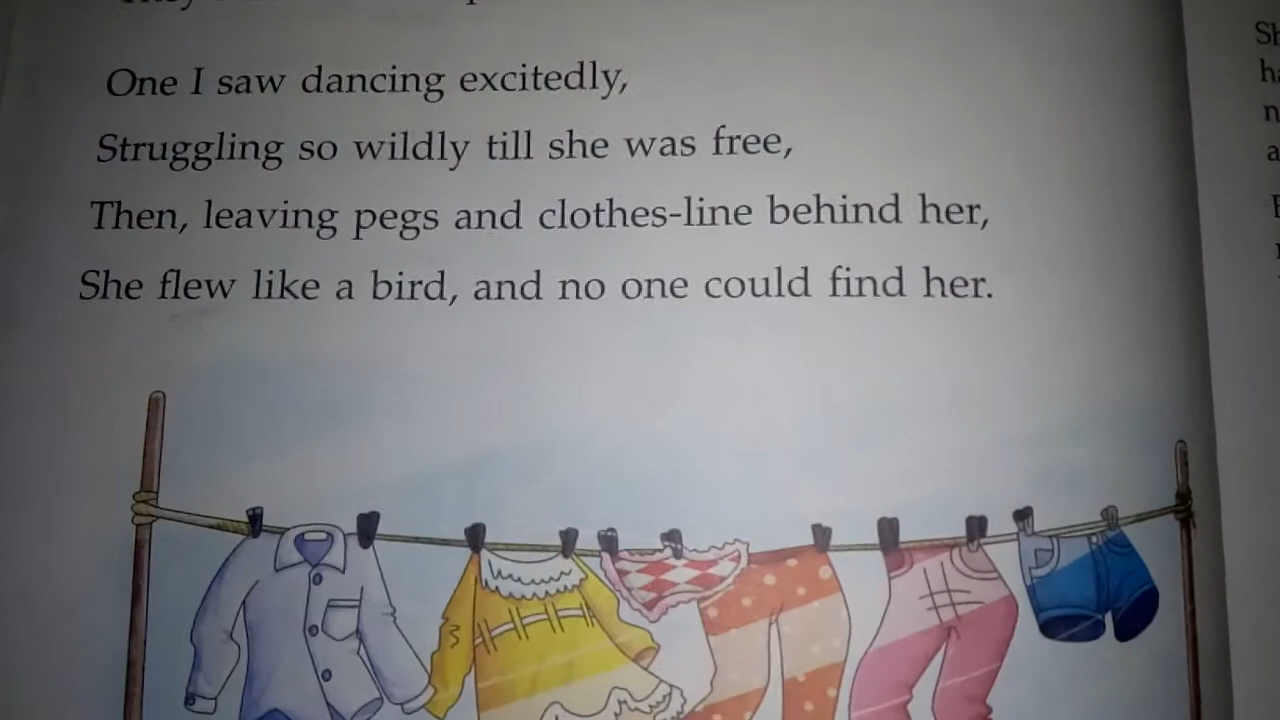 One I saw dancing excitedly,
Struggling so wildly till she was free,
Then, leaving pegs and clothes-line behind her,
She flew like a bird, and no one could find her.